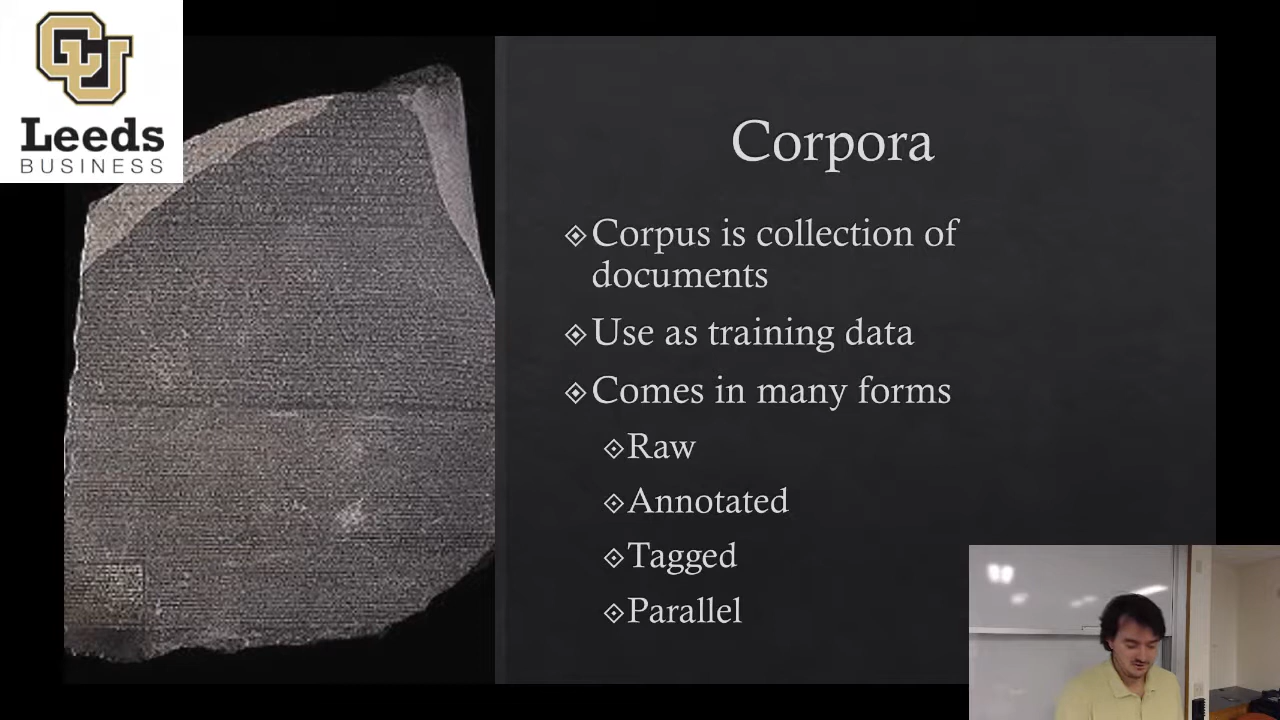 CU
Leeds
BUSINESS
Corpora
Corpus is collection of
documents
Use as training data
Comes in many forms
Raw
Annotated
Tagged
Parallel